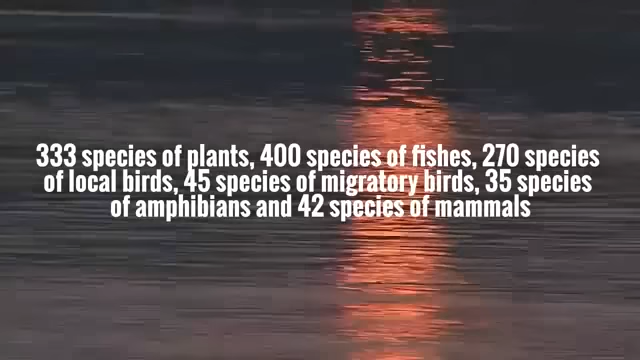 333 species of plants, 400 species of fishes, 270 species
of local birds, 45 species of migratory birds, 35 species
of amphibians and 42 species of mammals